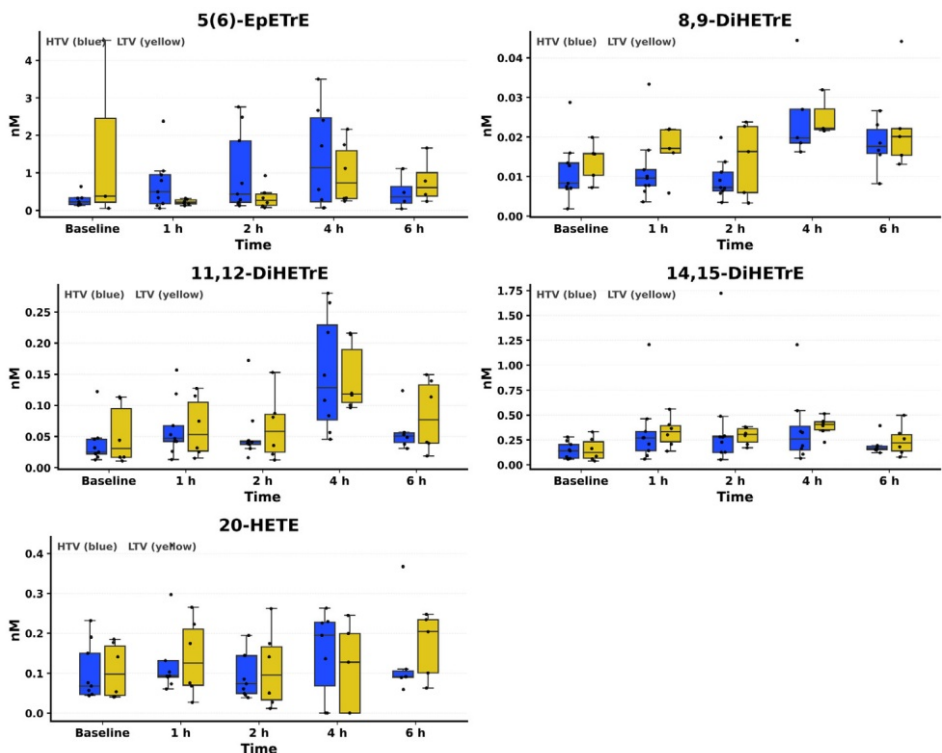 5(6)-EpETrE
HTV (blue) LTV (yellow)
4
3
2
1
0
nM
Baseline 1 h 2 h 4 h 6 h
Time
8,9-DiHETrE
HTV (blue) LTV (yellow)
0.04
0.03
0.02
0.01
0.00
nM
Baseline 1 h 2 h 4 h 6 h
Time
11,12-DiHETrE
HTV (blue) LTV (yellow)
0.25
0.20
0.15
0.10
0.05
0.00
nM
Baseline 1 h 2 h 4 h 6 h
Time
14,15-DiHETrE
HTV (blue) LTV (yellow)
1.75
1.50
1.25
1.00
0.75
0.50
0.25
0.00
nM
Baseline 1 h 2 h 4 h 6 h
Time
20-HETE
HTV (blue) LTV (yellow)
0.4
0.3
0.2
0.1
0.0
nM
Baseline 1 h 2 h 4 h 6 h
Time